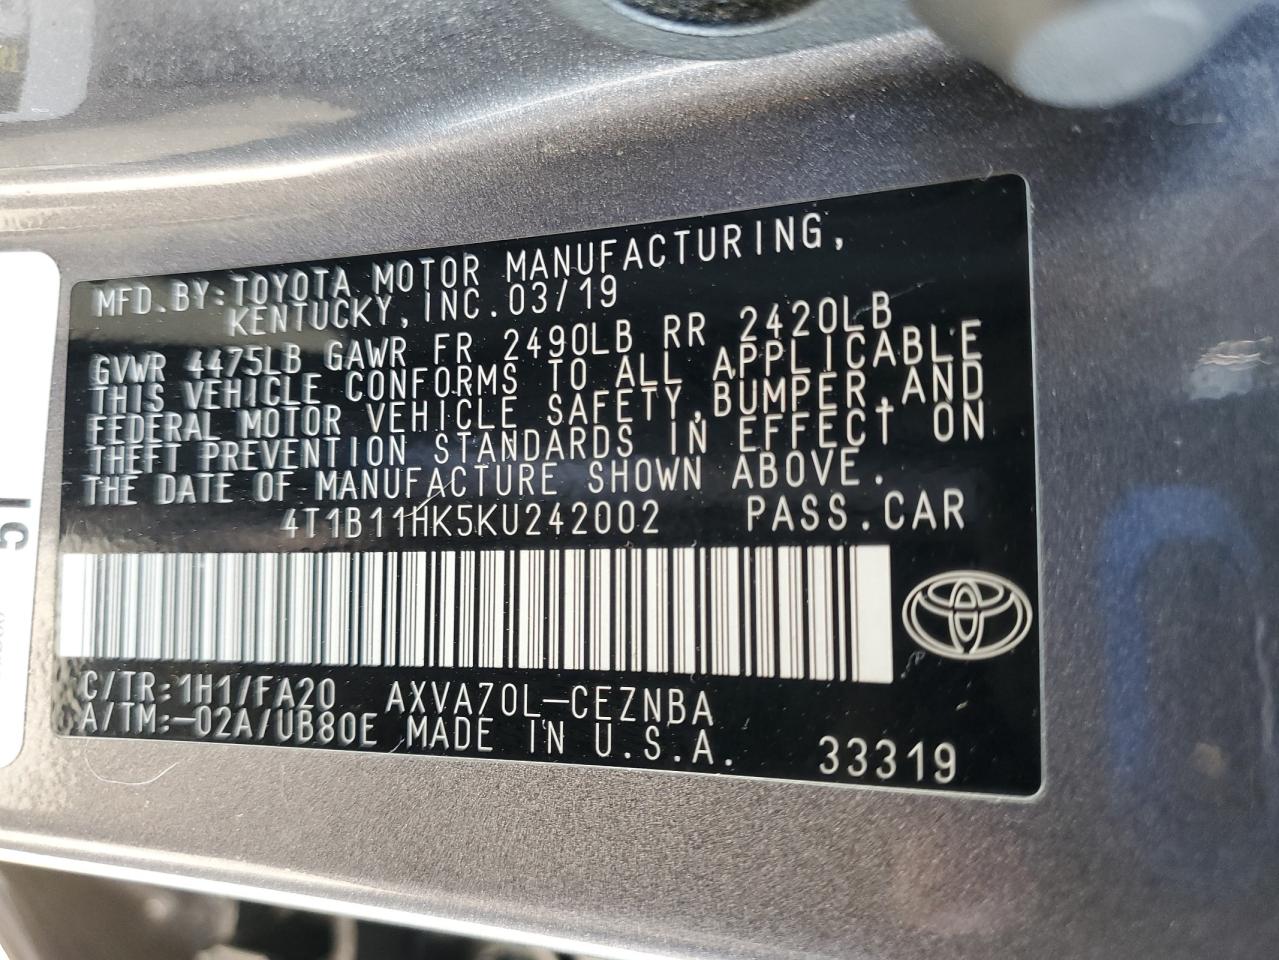 MFD.BY:TOYOTA MOTOR MANUFACTURING,
KENTUCKY, INC. 03/19
GVWR 4475LB GAWR FR 2490LB RR 2420LB
THIS VEHICLE CONFORMS TO ALL APPLICABLE
FEDERAL MOTOR VEHICLE SAFETY,BUMPER,AND
THEFT PREVENTION STANDARDS IN EFFECT ON
THE DATE OF MANUFACTURE SHOWN ABOVE.
4T1B11HK5KU242002 PASS.CAR
C/TR:1H1/FA20 AXVA70L-CEZNBA
A/TM:-02A/UB80E MADE IN U.S.A.
33319